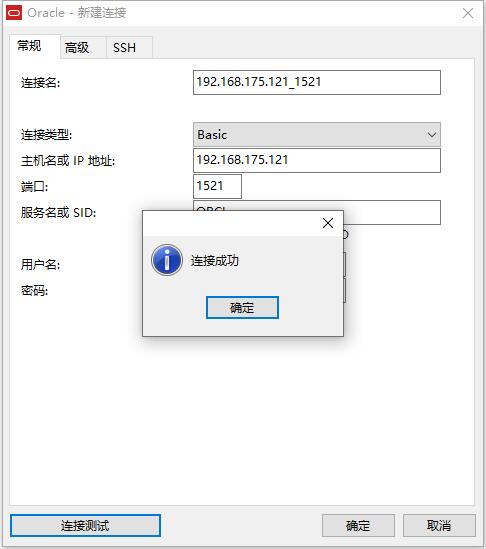 Oracle - 新建连接
常规 高级 SSH
连接名: 192.168.175.121_1521
连接类型: Basic
主机名或 IP 地址: 192.168.175.121
端口: 1521
服务名或 SID:
用户名:
密码:
连接成功
确定
连接测试 确定 取消